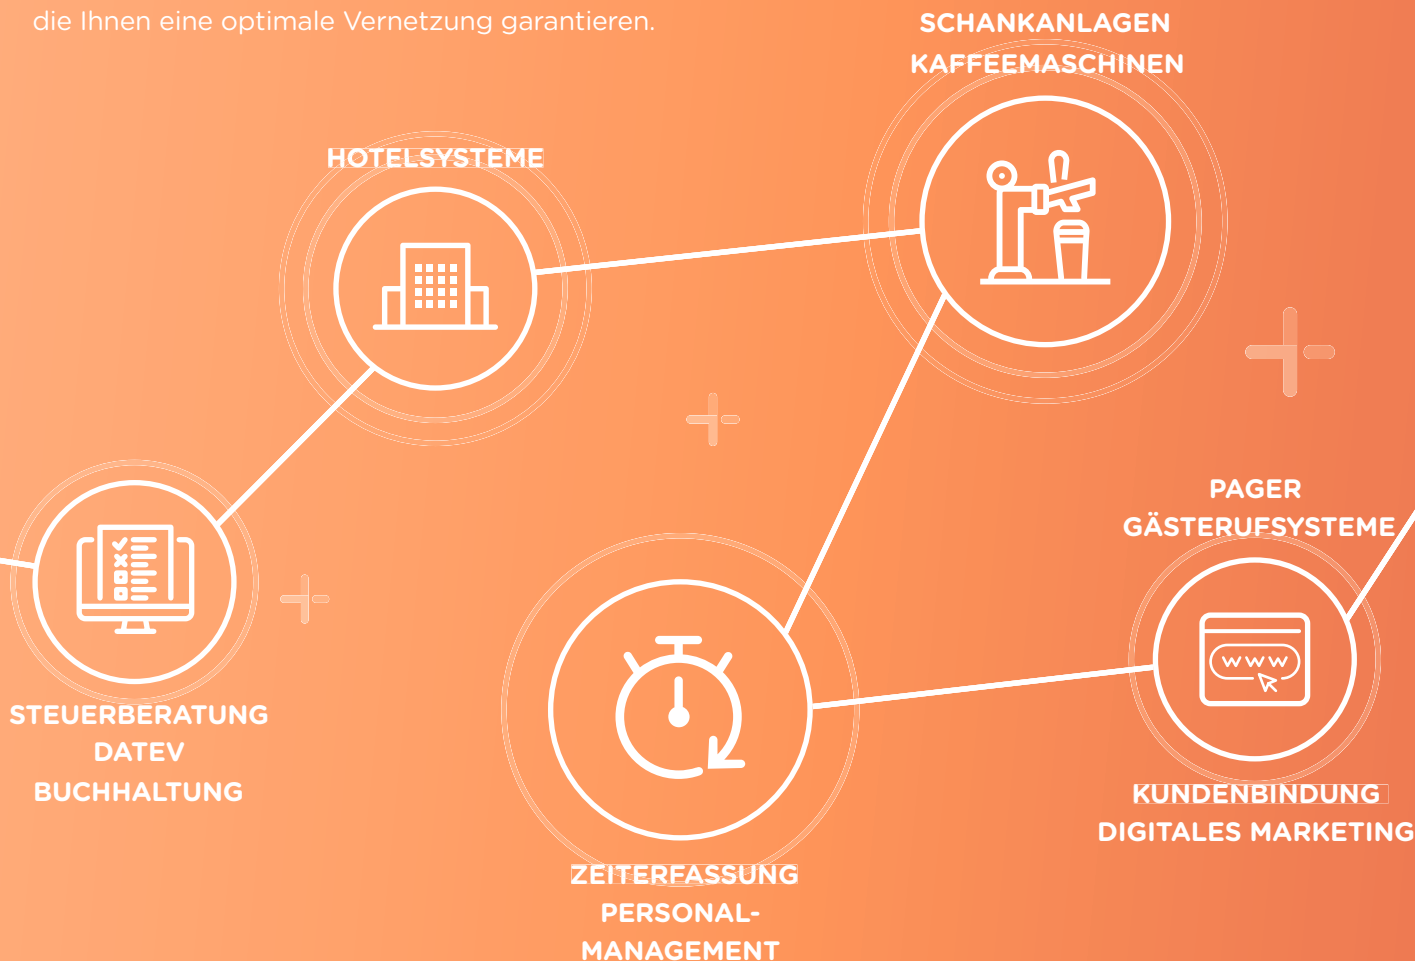 die Ihnen eine optimale Vernetzung garantieren.
SCHANKANLAGEN
KAFFEEMASCHINEN
HOTELSYSTEME
PAGER
GÄSTERUFSYSTEME
www
STEUERBERATUNG
DATEV
BUCHHALTUNG
KUNDENBINDUNG
DIGITALES MARKETING
ZEITERFASSUNG
PERSONAL-
MANAGEMENT